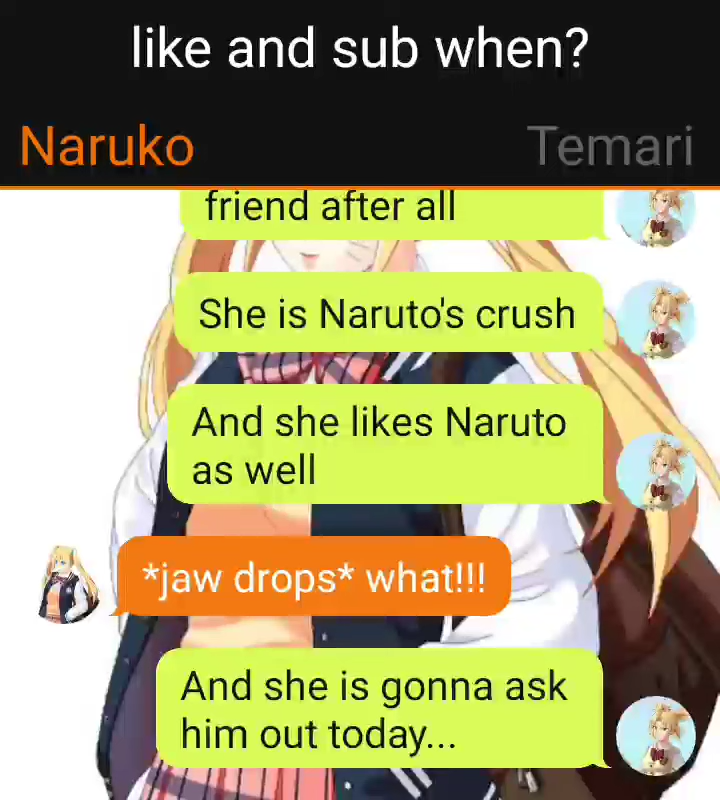 like and sub when?
Naruko
Temari
friend after all
She is Naruto's crush
And she likes Naruto
as well
*jaw drops* what!!!
And she is gonna ask
him out today...